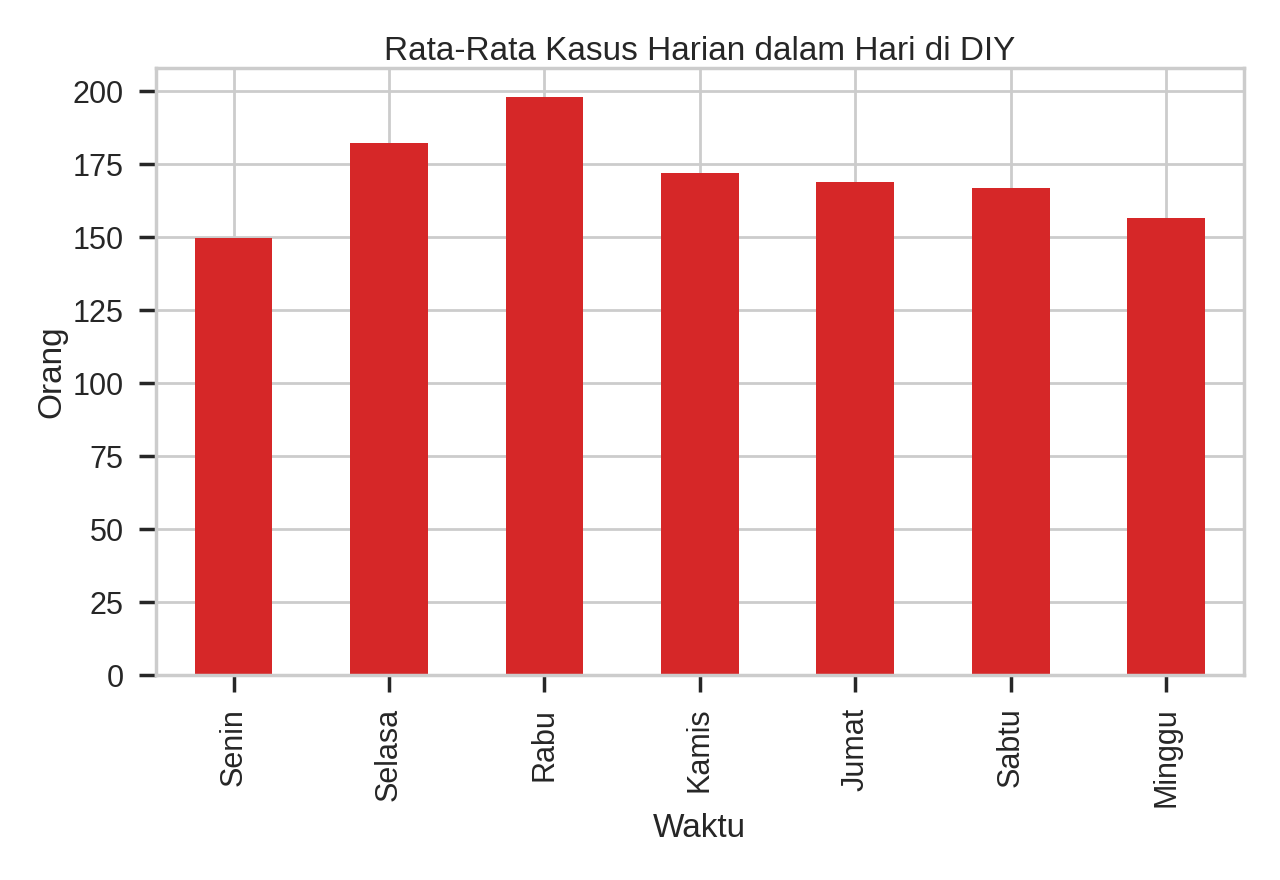 Rata-Rata Kasus Harian dalam Hari di DIY
200
175
150
125
100
75
50
25
0
Orang
Senin
Selasa
Rabu
Kamis
Jumat
Sabtu
Minggu
Waktu